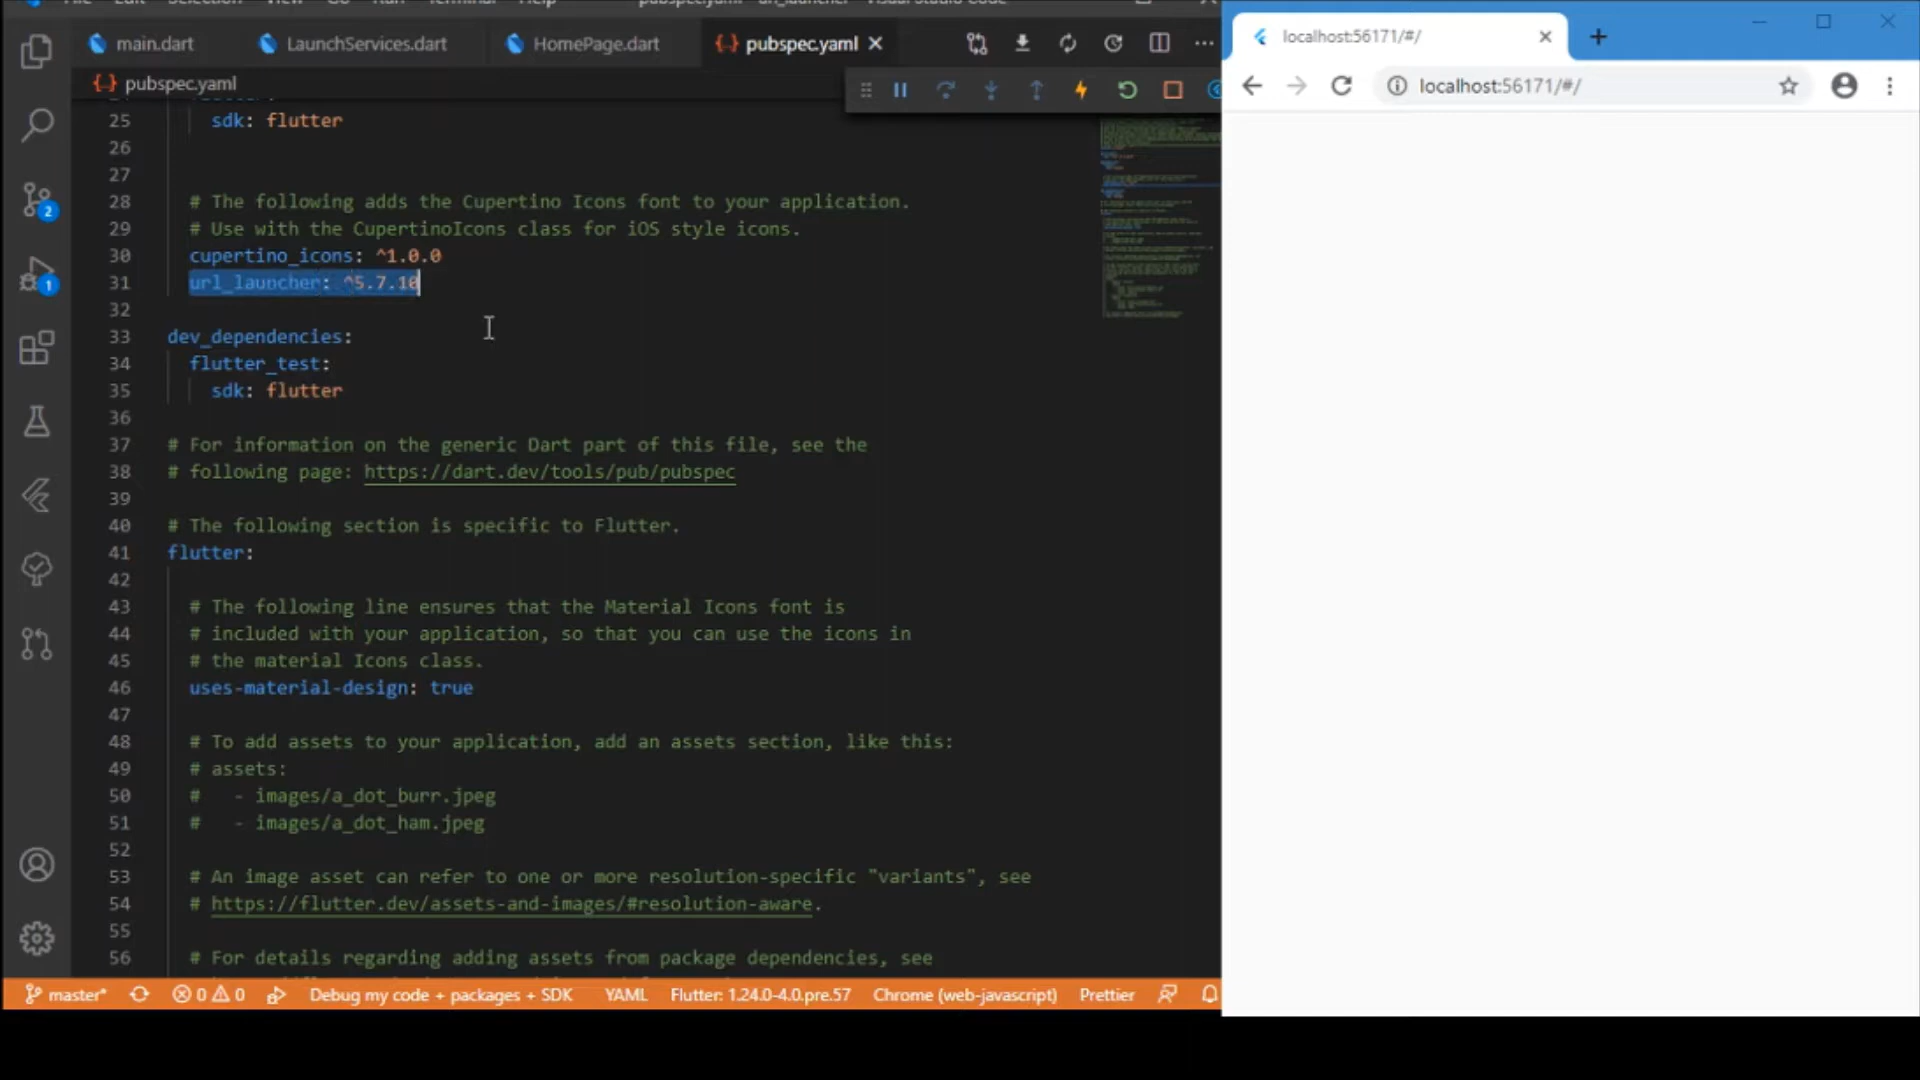 main.dart
LaunchServices.dart
HomePage.dart
pubspec.yaml
pubspec.yaml
25 sdk: flutter
26
27
28 # The following adds the Cupertino Icons font to your application.
29 # Use with the CupertinoIcons class for iOS style icons.
30 cupertino_icons: ^1.0.0
31 url_launcher: ^5.7.10
32
33 dev_dependencies:
34 flutter_test:
35 sdk: flutter
36
37 # For information on the generic Dart part of this file, see the
38 # following page: https://dart.dev/tools/pub/pubspec
39
40 # The following section is specific to Flutter.
41 flutter:
42
43 # The following line ensures that the Material Icons font is
44 # included with your application, so that you can use the icons in
45 # the material Icons class.
46 uses-material-design: true
47
48 # To add assets to your application, add an assets section, like this:
49 # assets:
50 #   - images/a_dot_burr.jpeg
51 #   - images/a_dot_ham.jpeg
52
53 # An image asset can refer to one or more resolution-specific "variants", see
54 # https://flutter.dev/assets-and-images/#resolution-aware.
55
56 # For details regarding adding assets from package dependencies, see
2
1
master* 0 0 Debug my code + packages + SDK YAML Flutter: 1.24.0-4.0.pre.57 Chrome (web-javascript) Prettier
localhost:56171/#/
localhost:56171/#/